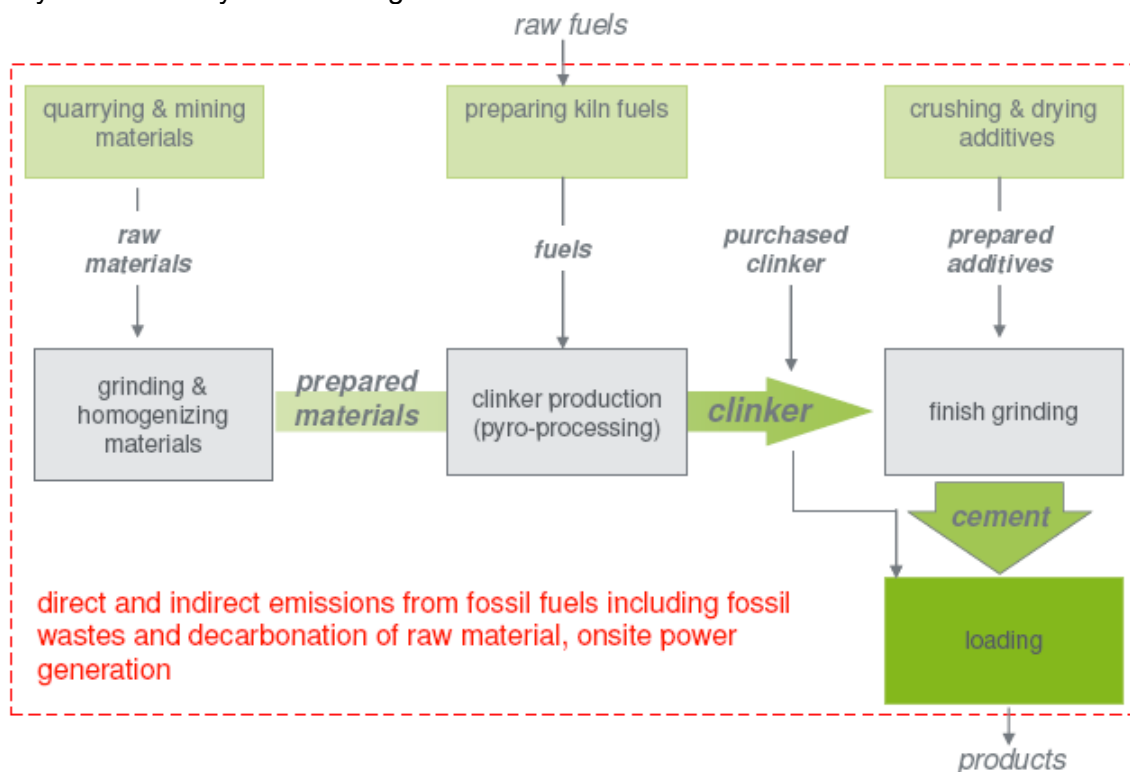 raw fuels
quarrying & mining
materials
preparing kiln fuels
crushing & drying
additives
raw
materials
fuels
purchased
clinker
prepared
additives
grinding &
homogenizing
materials
prepared
materials
clinker production
(pyro-processing)
clinker
finish grinding
cement
direct and indirect emissions from fossil fuels including fossil
wastes and decarbonation of raw material, onsite power
generation
loading
products